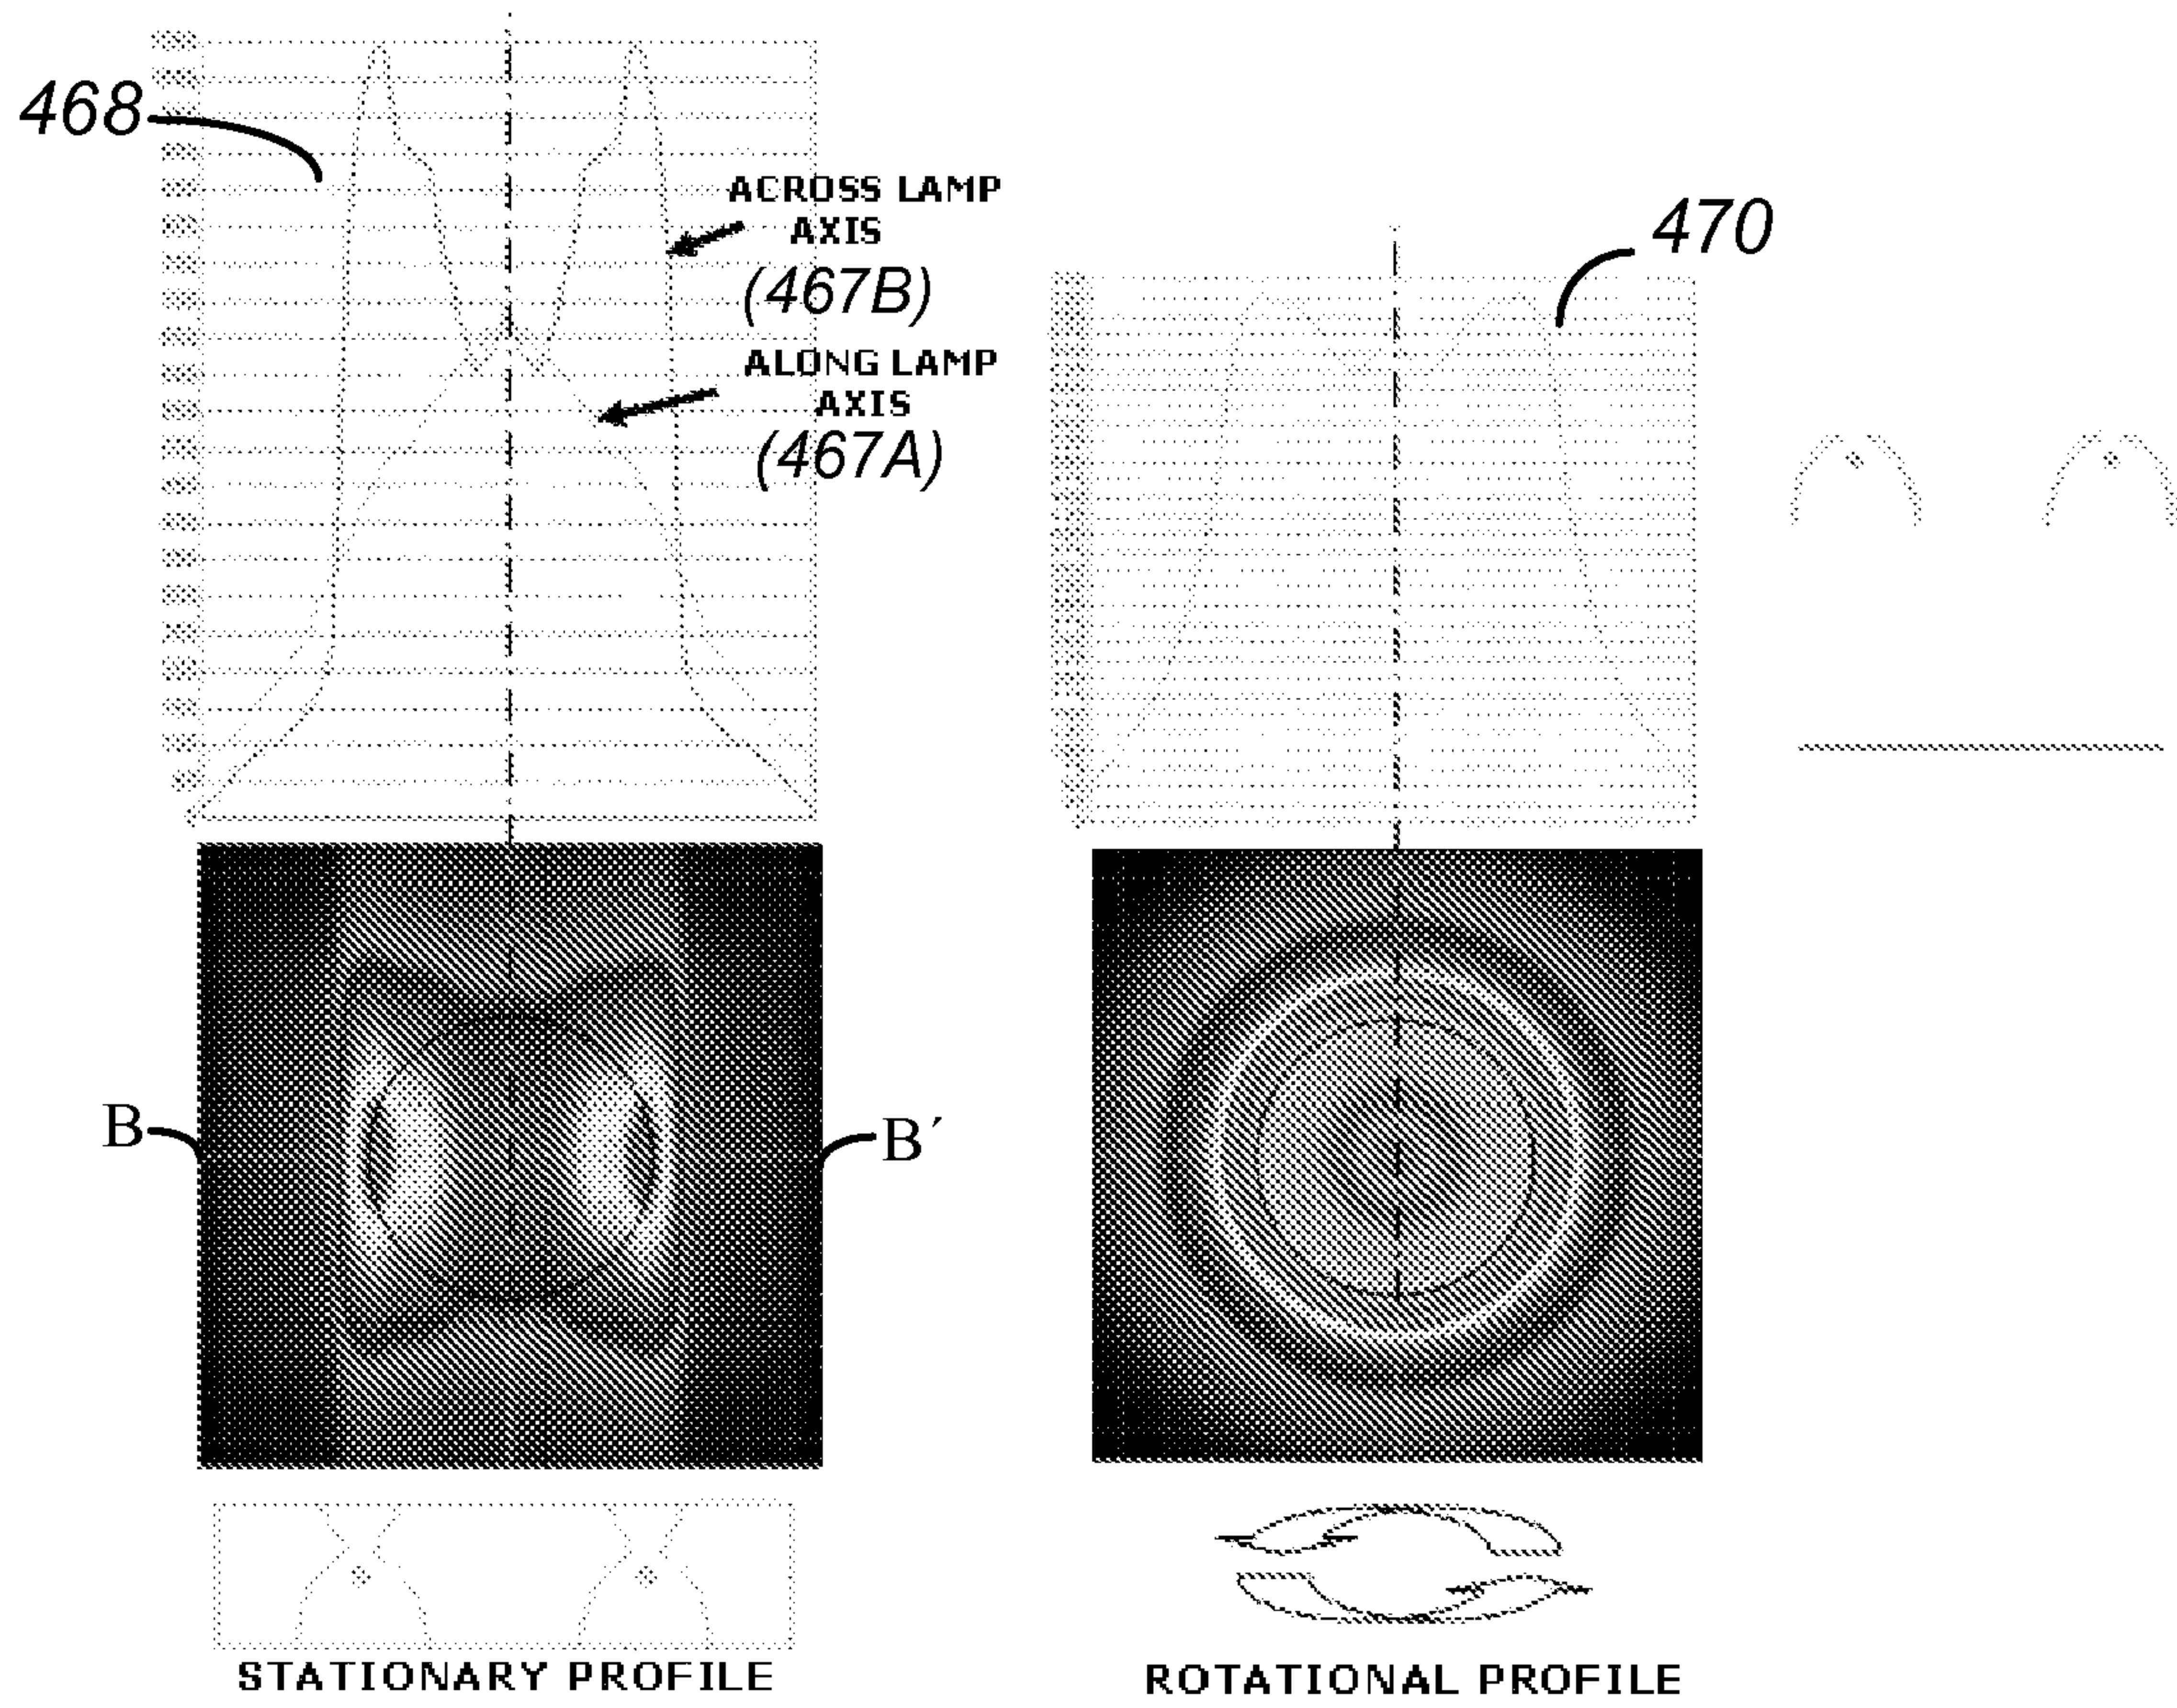 468
ACROSS LAMP
AXIS
(467B)
ALONG LAMP
AXIS
(467A)
470
B
B´
STATIONARY PROFILE
ROTATIONAL PROFILE